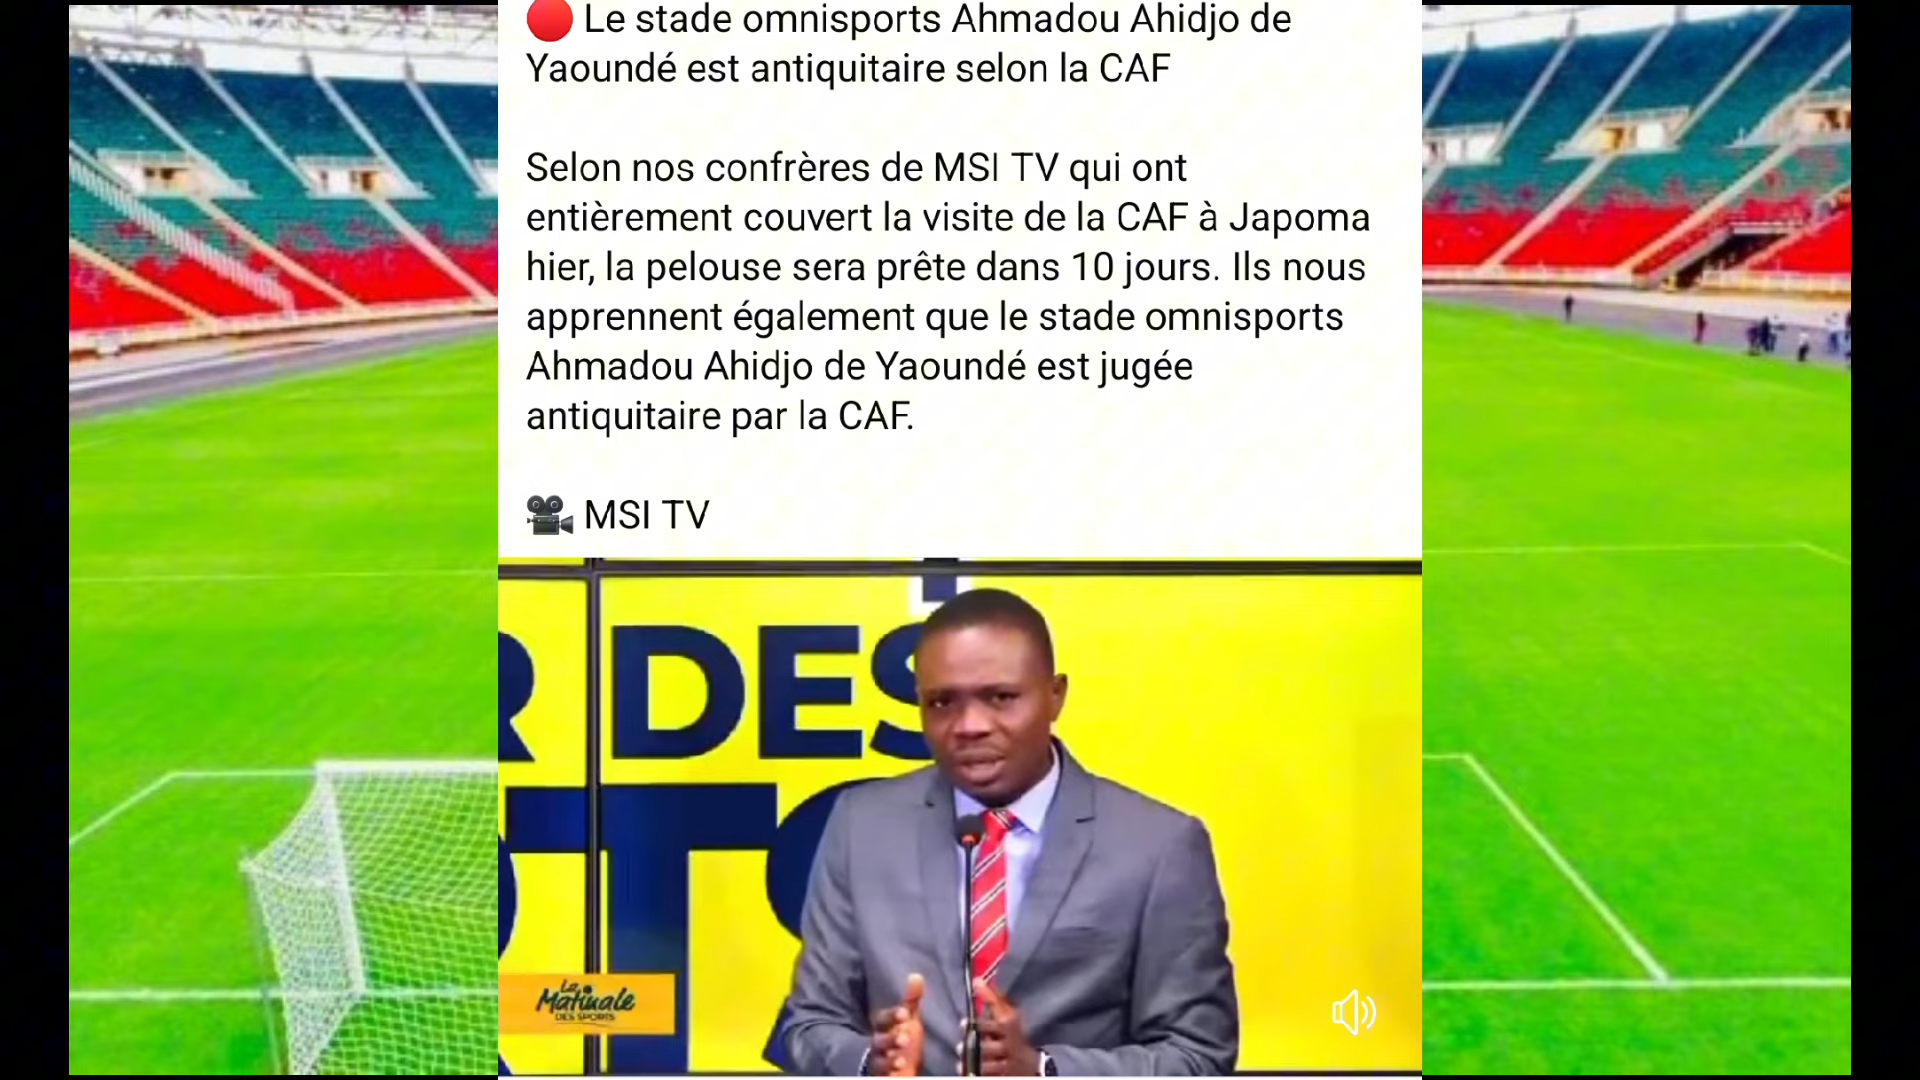 Le stade omnisports Ahmadou Ahidjo de
Yaoundé est antiquitaire selon la CAF
Selon nos confrères de MSI TV qui ont
entièrement couvert la visite de la CAF à Japoma
hier, la pelouse sera prête dans 10 jours. Ils nous
apprennent également que le stade omnisports
Ahmadou Ahidjo de Yaoundé est jugée
antiquitaire par la CAF.
MSI TV
R DES
RTS
La
Matinale
DES SPORTS